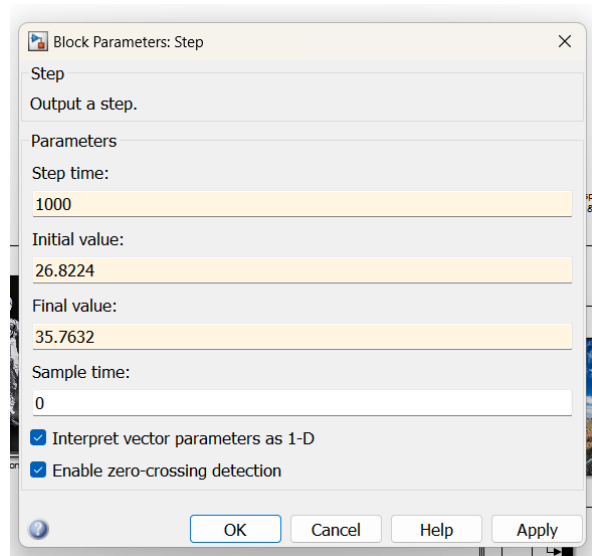 Block Parameters: Step
Step
Output a step.
Parameters
Step time:
1000
Initial value:
26.8224
Final value:
35.7632
Sample time:
0
Interpret vector parameters as 1-D
Enable zero-crossing detection
OK Cancel Help Apply